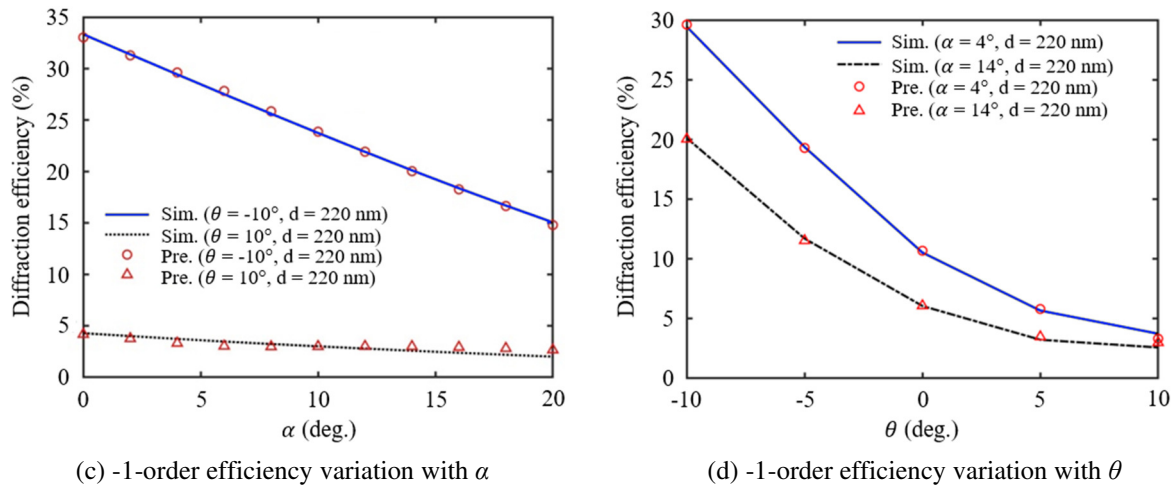 35
30
25
20
15
10
5
0
Diffraction efficiency (%)
Sim. (θ = -10°, d = 220 nm)
Sim. (θ = 10°, d = 220 nm)
Pre. (θ = -10°, d = 220 nm)
Pre. (θ = 10°, d = 220 nm)
0 5 10 15 20
α (deg.)
(c) -1-order efficiency variation with α
30
25
20
15
10
5
0
Diffraction efficiency (%)
Sim. (α = 4°, d = 220 nm)
Sim. (α = 14°, d = 220 nm)
Pre. (α = 4°, d = 220 nm)
Pre. (α = 14°, d = 220 nm)
-10 -5 0 5 10
θ (deg.)
(d) -1-order efficiency variation with θ